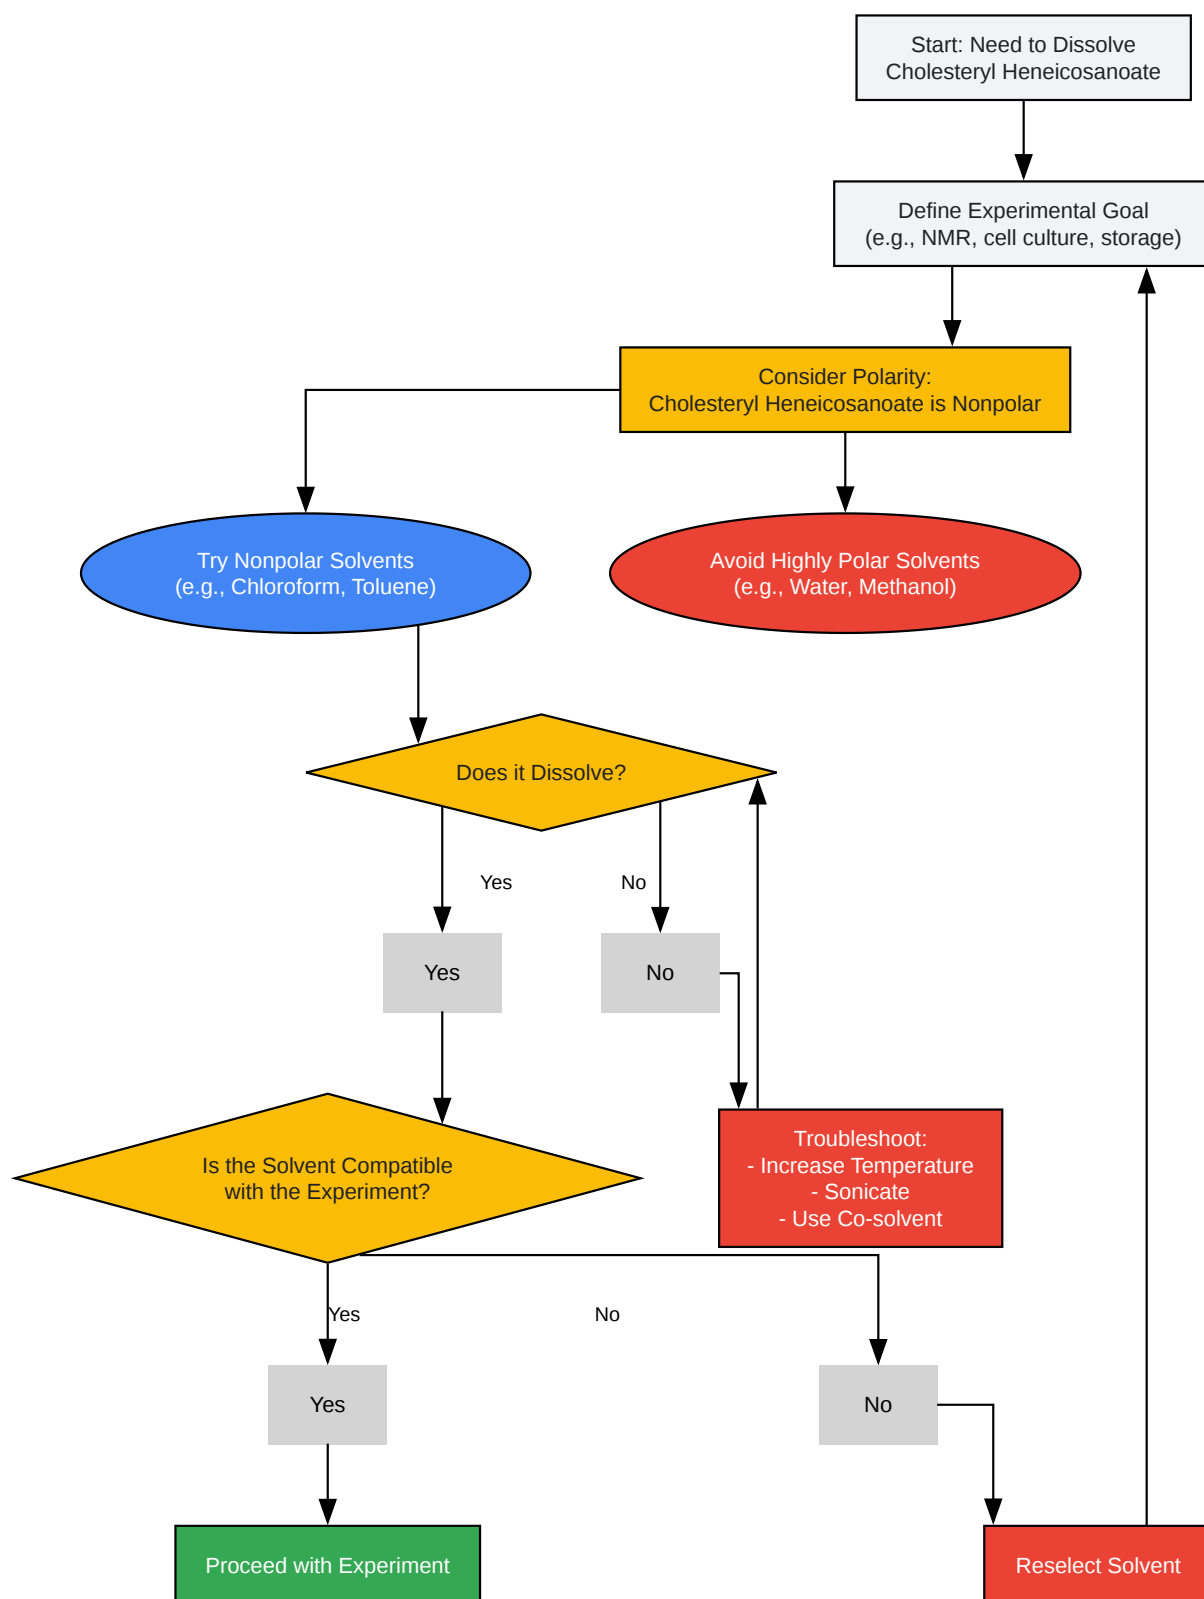 Start: Need to Dissolve
Cholesteryl Heneicosanoate
Define Experimental Goal
(e.g., NMR, cell culture, storage)
Consider Polarity:
Cholesteryl Heneicosanoate is Nonpolar
Try Nonpolar Solvents
(e.g., Chloroform, Toluene)
Avoid Highly Polar Solvents
(e.g., Water, Methanol)
Does it Dissolve?
Yes
No
Yes
No
Troubleshoot:
- Increase Temperature
- Sonicate
- Use Co-solvent
Is the Solvent Compatible
with the Experiment?
Yes
No
Yes
No
Proceed with Experiment
Reselect Solvent